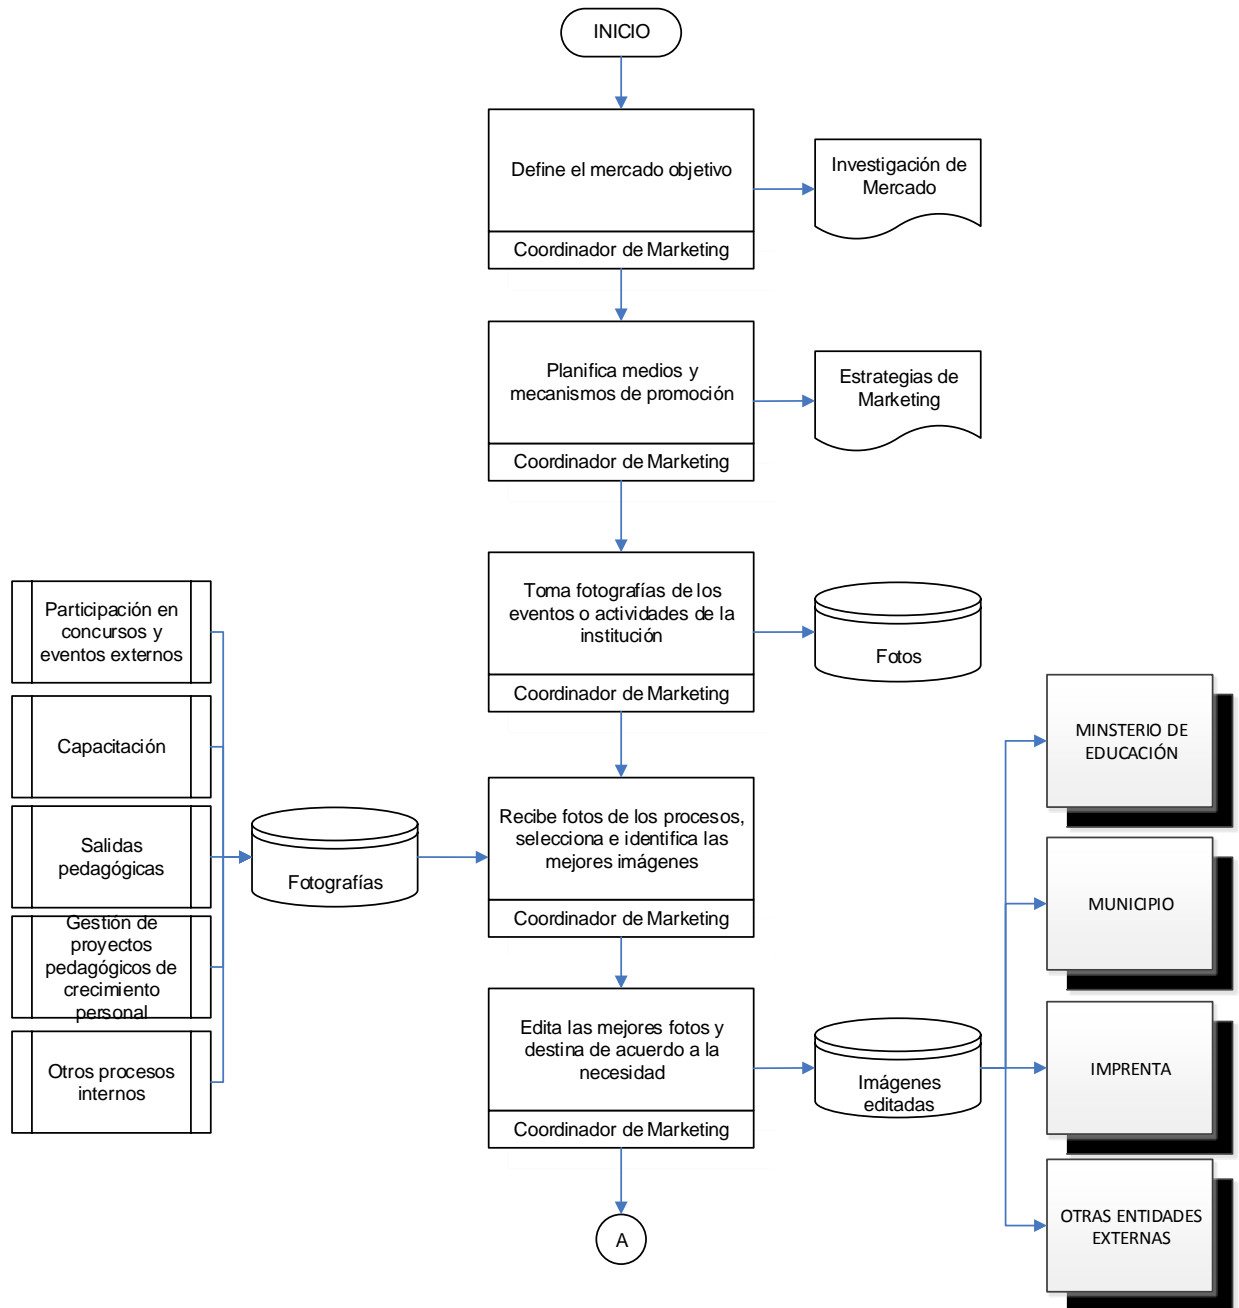 INICIO
Define el mercado objetivo
Coordinador de Marketing
Investigación de
Mercado
Planifica medios y
mecanismos de promoción
Coordinador de Marketing
Estrategias de
Marketing
Toma fotografías de los
eventos o actividades de la
institución
Coordinador de Marketing
Fotos
Participación en
concursos y
eventos externos
Capacitación
Salidas
pedagógicas
Gestión de
proyectos
pedagógicos de
crecimiento
personal
Otros procesos
internos
Fotografías
Recibe fotos de los procesos,
selecciona e identifica las
mejores imágenes
Coordinador de Marketing
Edita las mejores fotos y
destina de acuerdo a la
necesidad
Coordinador de Marketing
Imágenes
editadas
MINSTERIO DE
EDUCACIÓN
MUNICIPIO
IMPRENTA
OTRAS ENTIDADES
EXTERNAS
A